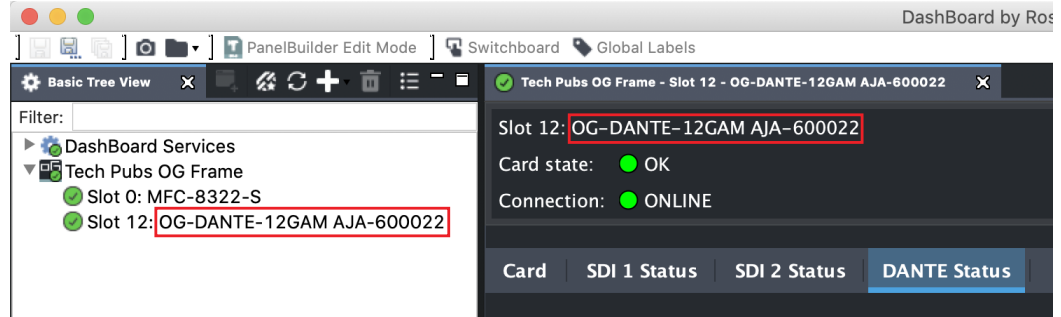 DashBoard by Ros
PanelBuilder Edit Mode
Switchboard
Global Labels
Basic Tree View
Filter:
DashBoard Services
Tech Pubs OG Frame
Slot 0: MFC-8322-S
Slot 12: OG-DANTE-12GAM AJA-600022
Tech Pubs OG Frame - Slot 12 - OG-DANTE-12GAM AJA-600022
Slot 12: OG-DANTE-12GAM AJA-600022
Card state: OK
Connection: ONLINE
Card
SDI 1 Status
SDI 2 Status
DANTE Status